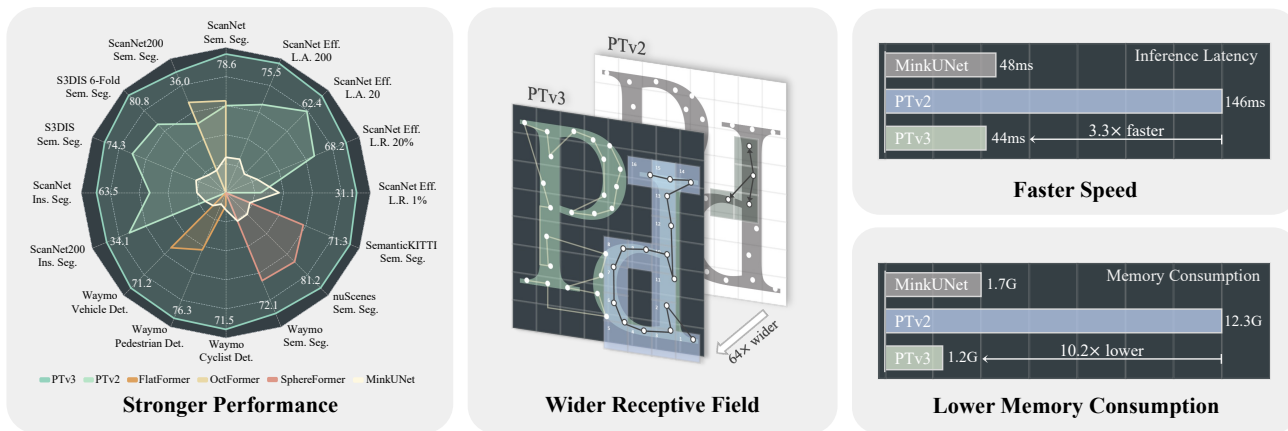 ScanNet
Sem. Seg.
78.6
ScanNet Eff.
L.A. 200
75.5
ScanNet Eff.
L.A. 20
62.4
ScanNet Eff.
L.R. 20%
68.2
ScanNet Eff.
L.R. 1%
31.1
SemanticKITTI
Sem. Seg.
71.3
nuScenes
Sem. Seg.
81.2
Waymo
Sem. Seg.
72.1
Waymo
Cyclist Det.
71.5
Waymo
Pedestrian Det.
76.3
Waymo
Vehicle Det.
71.2
ScanNet200
Ins. Seg.
34.1
ScanNet
Ins. Seg.
63.5
S3DIS
Sem. Seg.
74.3
S3DIS 6-Fold
Sem. Seg.
80.8
ScanNet200
Sem. Seg.
36.0
PTv3 PTv2 FlatFormer OctFormer SphereFormer MinkUNet
Stronger Performance
PTv2
PTv3
64× wider
Wider Receptive Field
Inference Latency
MinkUNet 48ms
PTv2 146ms
PTv3 44ms 3.3× faster
Faster Speed
Memory Consumption
MinkUNet 1.7G
PTv2 12.3G
PTv3 1.2G 10.2× lower
Lower Memory Consumption